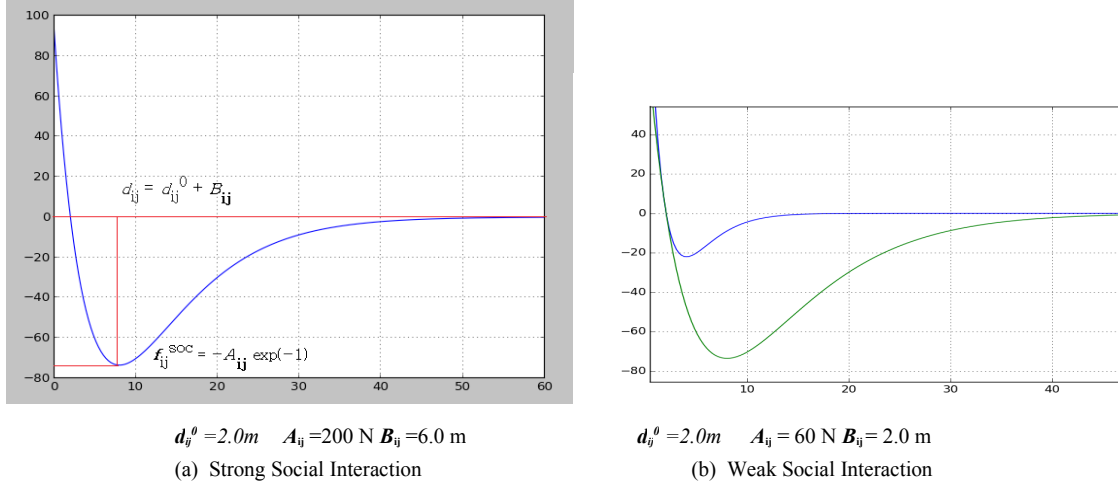 100
80
60
40
20
0
−20
−40
−60
−80
0 10 20 30 40 50 60
d_ij = d_ij^0 + B_ij
f_ij^soc = −A_ij exp(−1)
40
20
0
−20
−40
−60
−80
10 20 30 40
d_ij^0 =2.0m A_ij =200 N B_ij =6.0 m
(a) Strong Social Interaction
d_ij^0 =2.0m A_ij = 60 N B_ij = 2.0 m
(b) Weak Social Interaction